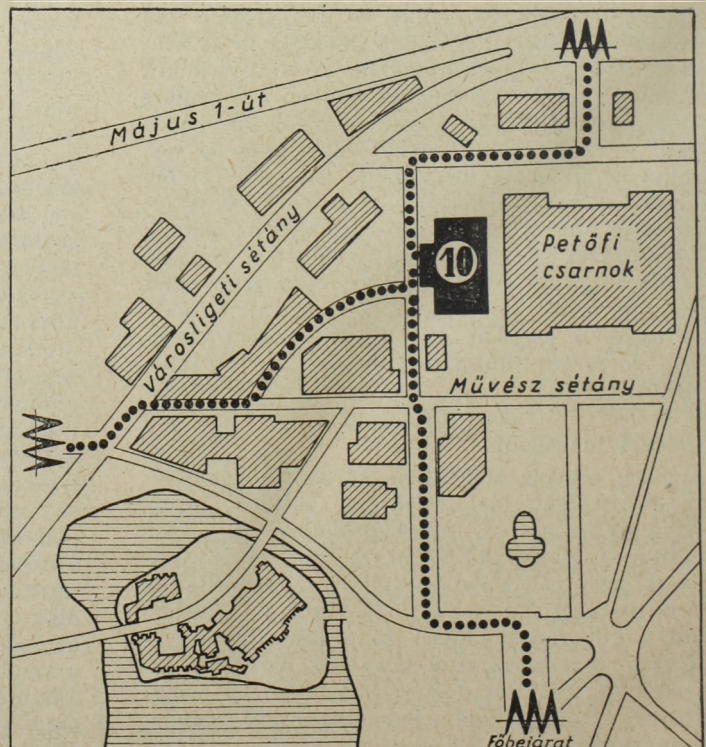 Május 1-út
Városligeti sétány
10
Petőfi
csarnok
Művész sétány
Főbejárat